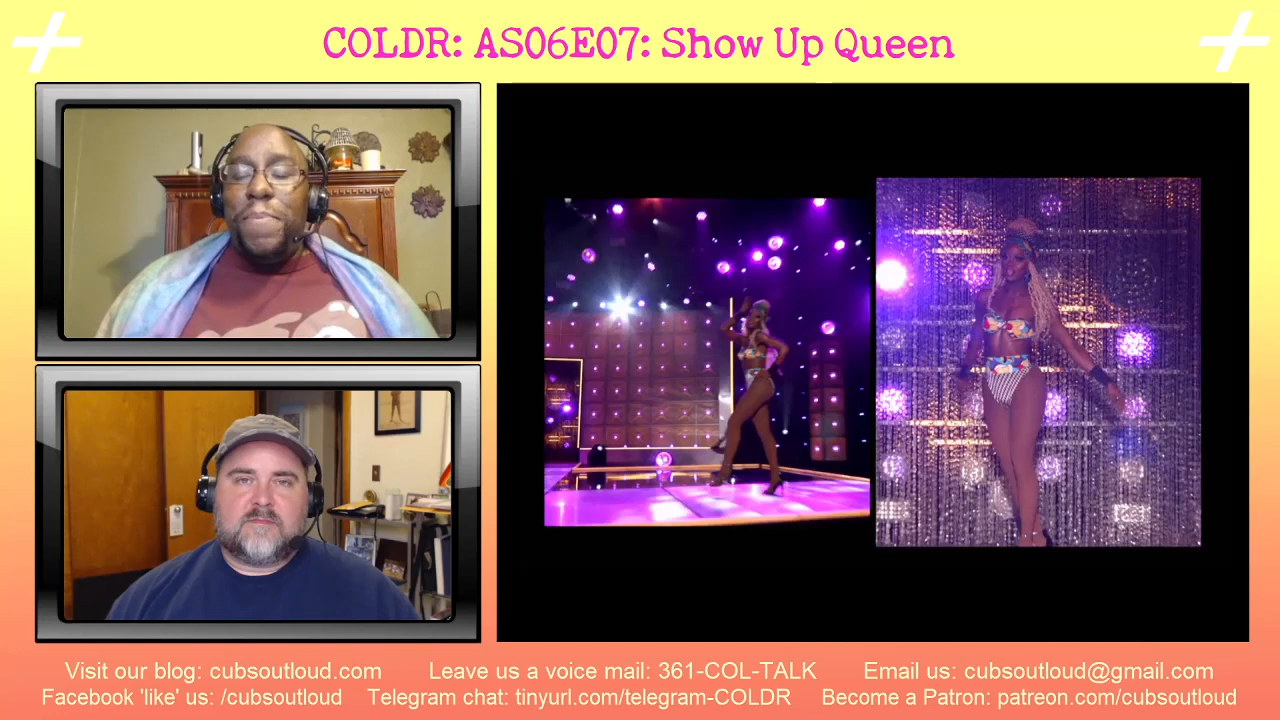 COLDR: AS06E07: Show Up Queen
Visit our blog: cubsoutloud.com Leave us a voice mail: 361-COL-TALK Email us: cubsoutloud@gmail.com
Facebook 'like' us: /cubsoutloud Telegram chat: tinyurl.com/telegram-COLDR Become a Patron: patreon.com/cubsoutloud